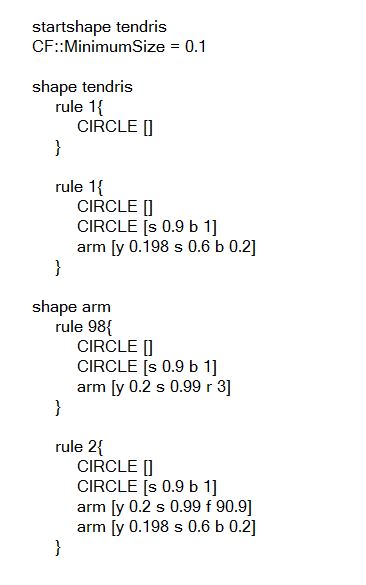 startshape tendris
CF::MinimumSize = 0.1
shape tendris
rule 1{
CIRCLE []
}
rule 1{
CIRCLE []
CIRCLE [s 0.9 b 1]
arm [y 0.198 s 0.6 b 0.2]
}
shape arm
rule 98{
CIRCLE []
CIRCLE [s 0.9 b 1]
arm [y 0.2 s 0.99 r 3]
}
rule 2{
CIRCLE []
CIRCLE [s 0.9 b 1]
arm [y 0.2 s 0.99 f 90.9]
arm [y 0.198 s 0.6 b 0.2]
}